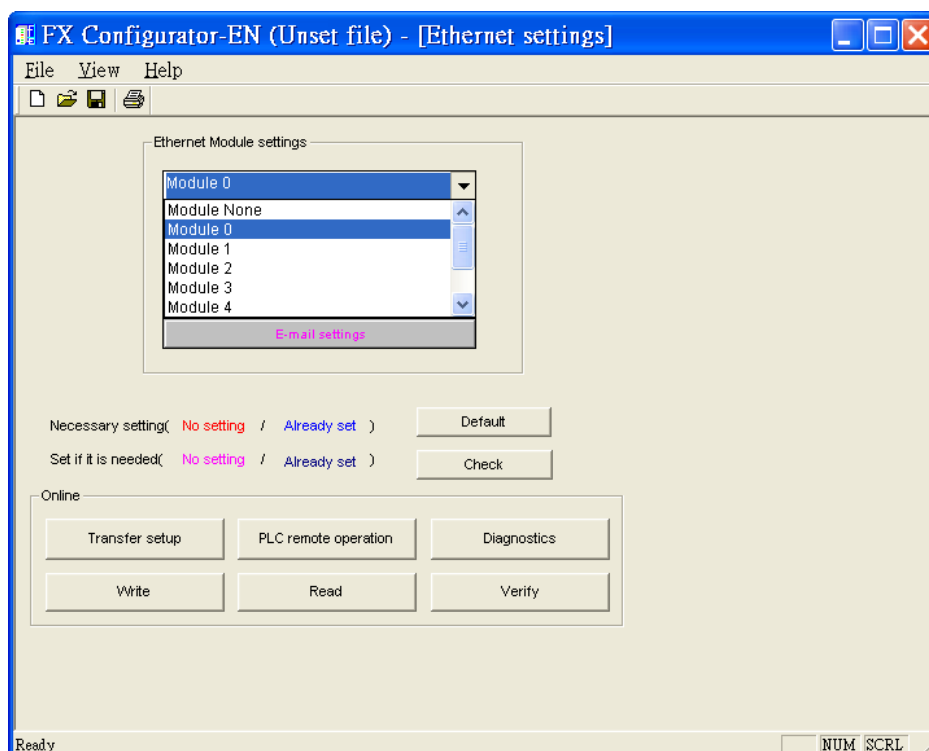 FX Configurator-EN (Unset file) - [Ethernet settings]
File View Help
Ethernet Module settings
Module 0
Module None
Module 0
Module 1
Module 2
Module 3
Module 4
E-mail settings
Necessary setting( No setting / Already set ) Default
Set if it is needed( No setting / Already set ) Check
Online
Transfer setup PLC remote operation Diagnostics
Write Read Verify
Ready NUM SCRL